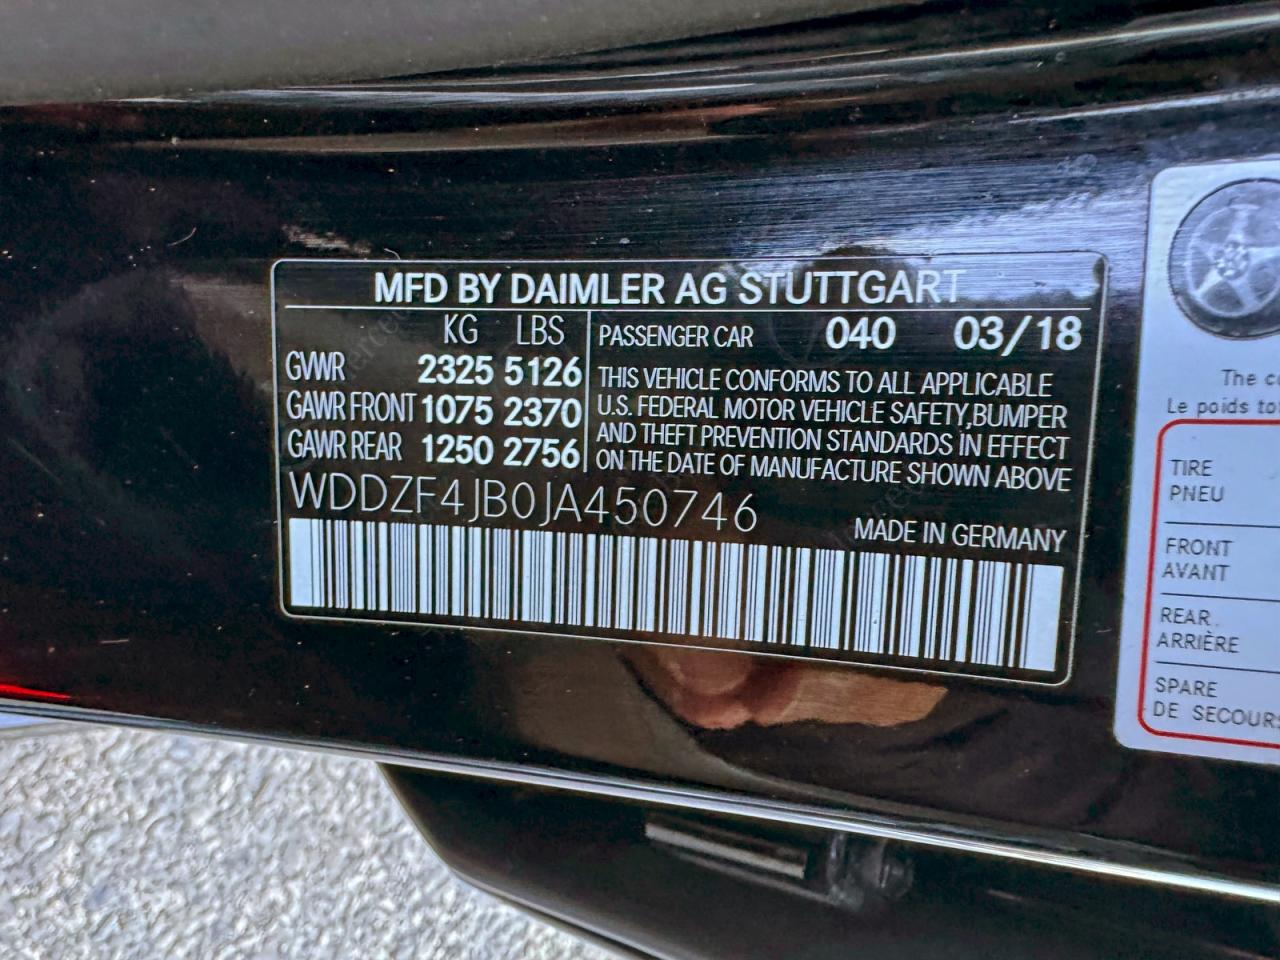 MFD BY DAIMLER AG STUTTGART
KG LBS
GVWR 2325 5126
GAWR FRONT 1075 2370
GAWR REAR 1250 2756
PASSENGER CAR 040 03/18
THIS VEHICLE CONFORMS TO ALL APPLICABLE
U.S. FEDERAL MOTOR VEHICLE SAFETY,BUMPER
AND THEFT PREVENTION STANDARDS IN EFFECT
ON THE DATE OF MANUFACTURE SHOWN ABOVE
WDDZF4JB0JA450746
MADE IN GERMANY
The
Le poids
TIRE
PNEU
FRONT
AVANT
REAR
ARRIÈRE
SPARE
DE SECOURS